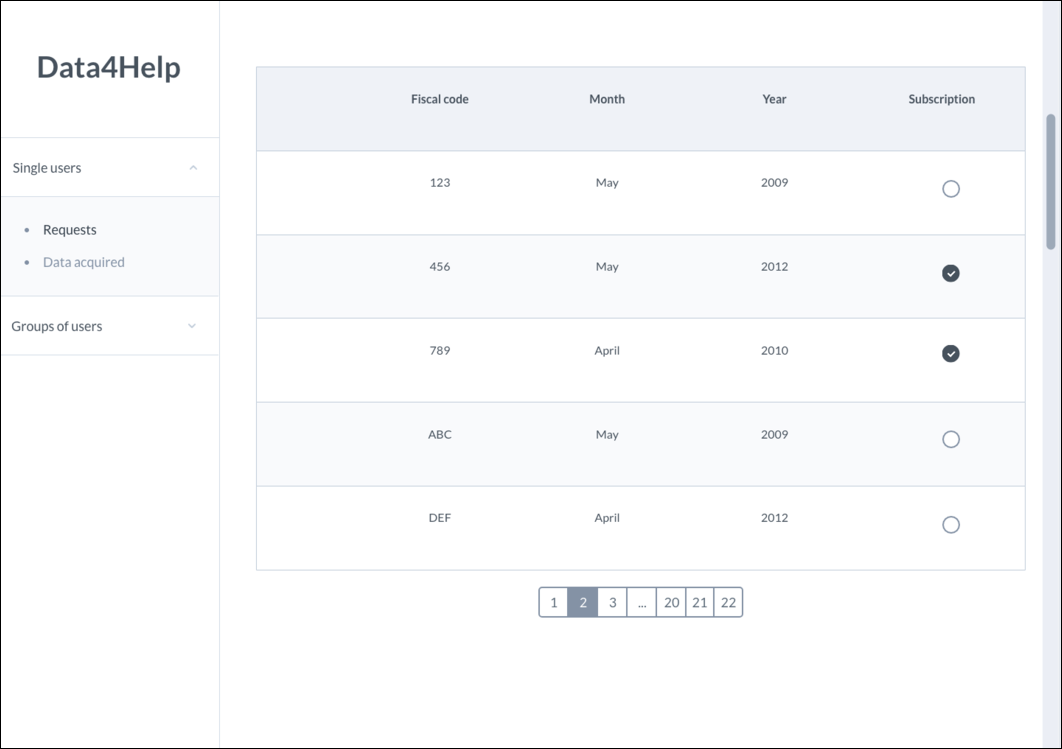 Data4Help
Single users
Requests
Data acquired
Groups of users
Fiscal code Month Year Subscription
123 May 2009
456 May 2012
789 April 2010
ABC May 2009
DEF April 2012
1 2 3 ... 20 21 22